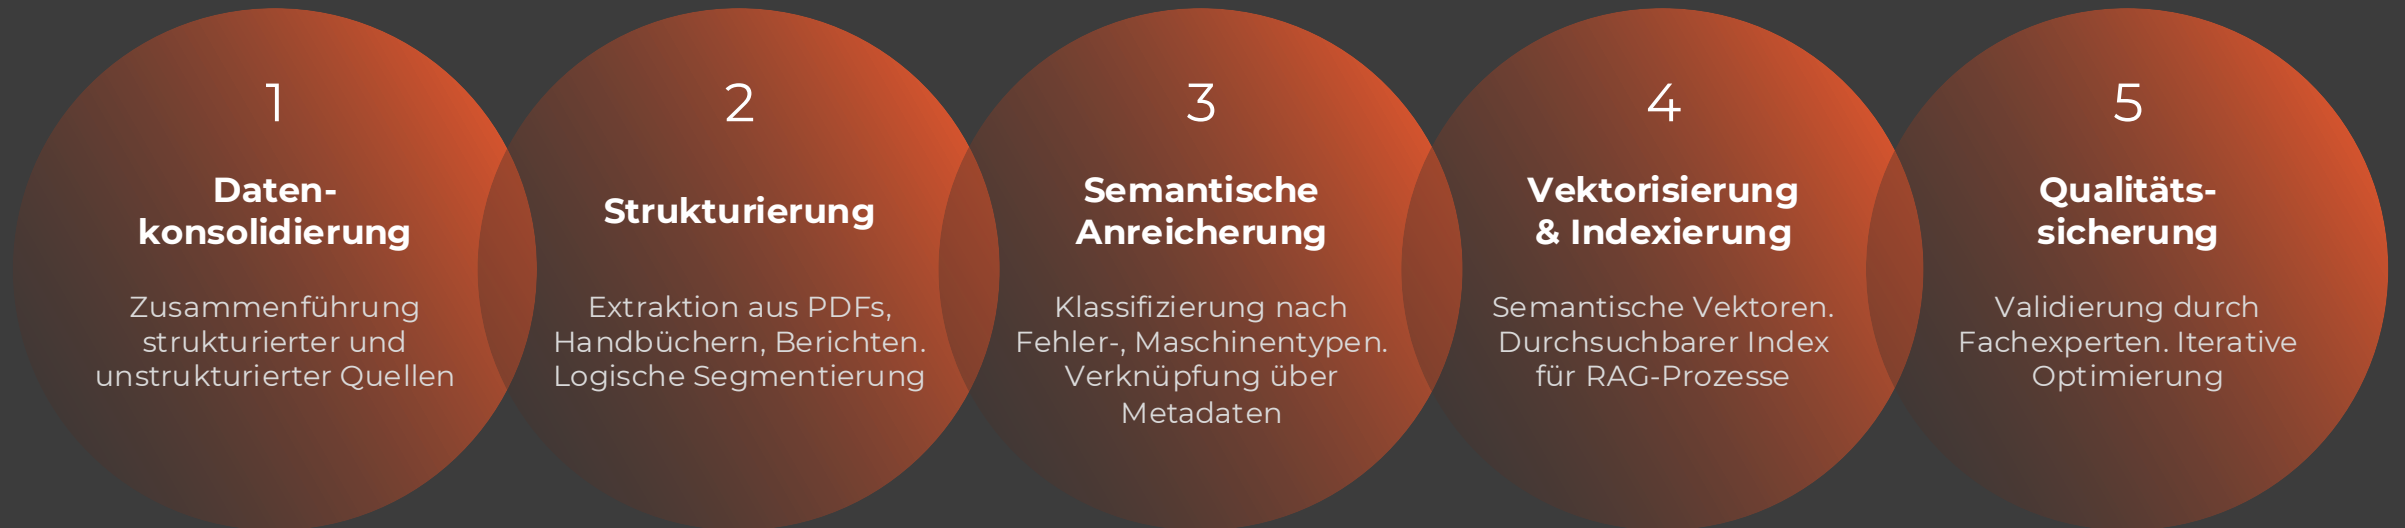 1
Daten-
konsolidierung
Zusammenführung
strukturierter und
unstrukturierter Quellen
2
Strukturierung
Extraktion aus PDFs,
Handbüchern, Berichten.
Logische Segmentierung
3
Semantische
Anreicherung
Klassifizierung nach
Fehler-, Maschinentypen.
Verknüpfung über
Metadaten
4
Vektorisierung
& Indexierung
Semantische Vektoren.
Durchsuchbarer Index
für RAG-Prozesse
5
Qualitäts-
sicherung
Validierung durch
Fachexperten. Iterative
Optimierung